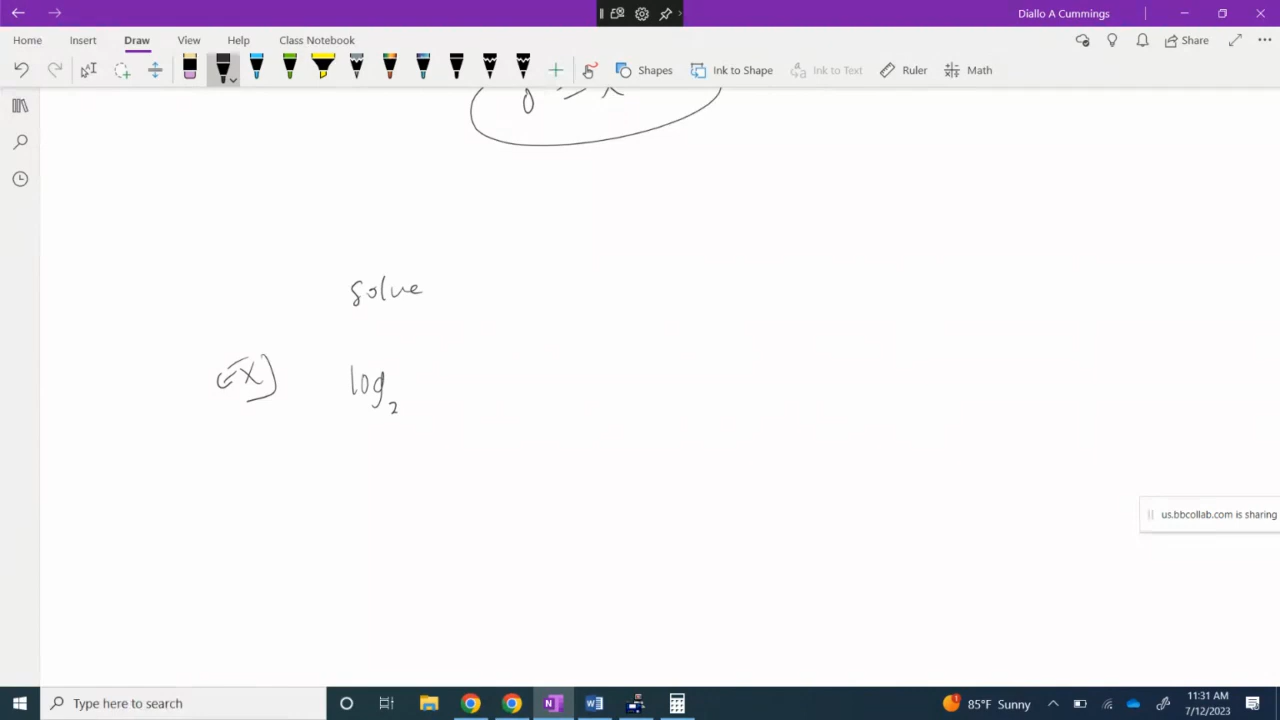 Diallo A Cummings
Home Insert Draw View Help Class Notebook Share
Shapes Ink to Shape Ink to Text Ruler Math
solve
EX) log₂
us.bbcollab.com is sharing
Type here to search 85°F Sunny 11:31 AM
7/12/2023